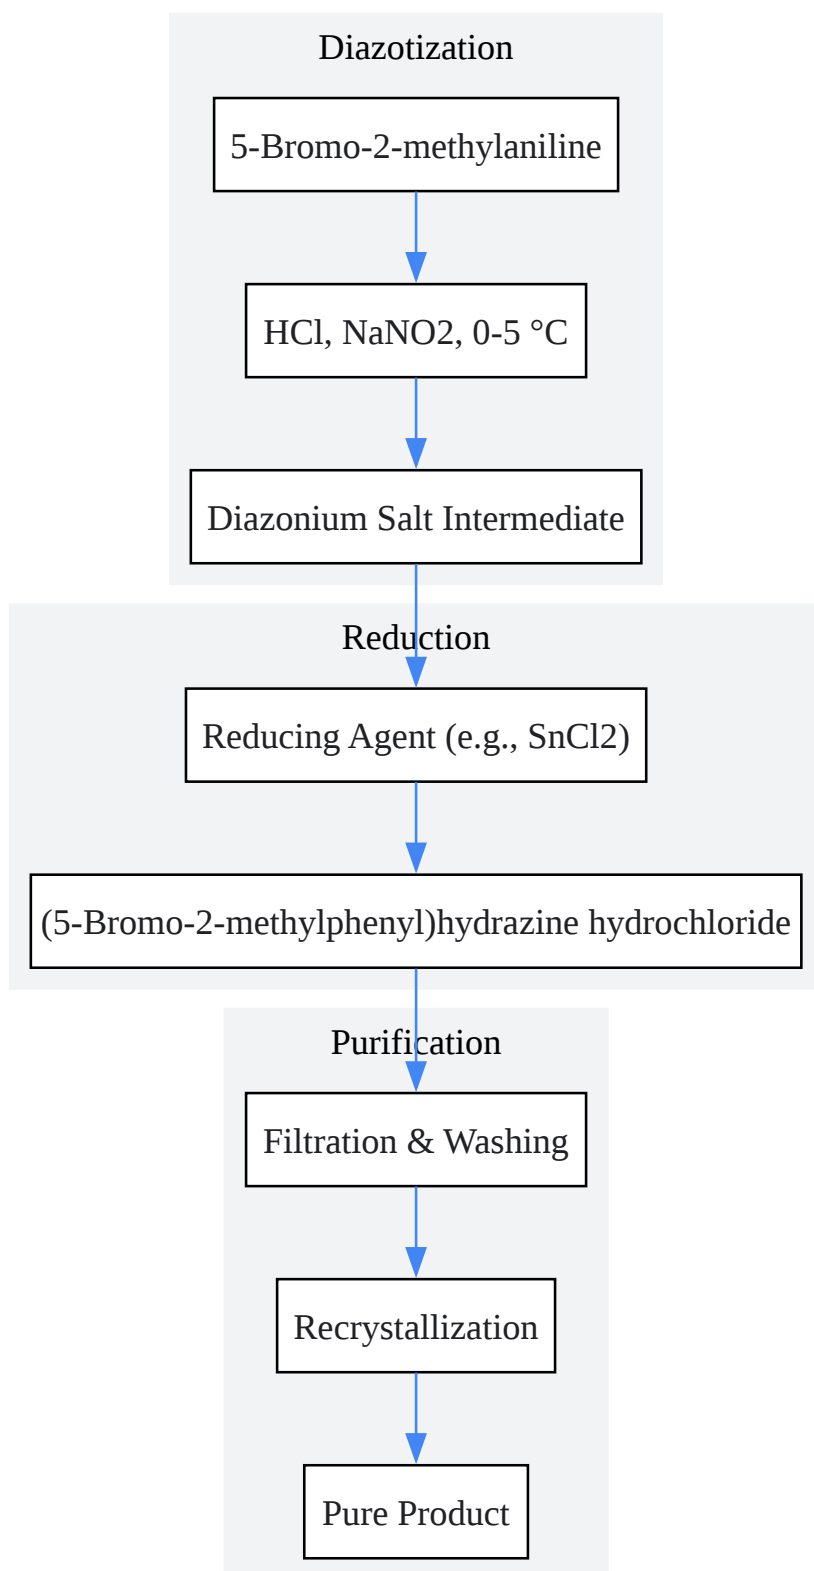 Diazotization
5-Bromo-2-methylaniline
HCl, NaNO2, 0-5 °C
Diazonium Salt Intermediate
Reduction
Reducing Agent (e.g., SnCl2)
(5-Bromo-2-methylphenyl)hydrazine hydrochloride
Purification
Filtration & Washing
Recrystallization
Pure Product